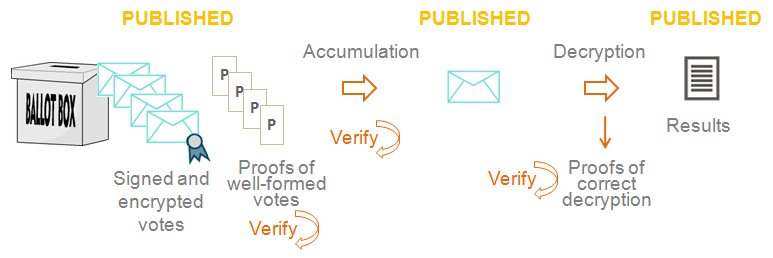 PUBLISHED
PUBLISHED
PUBLISHED
Accumulation
Decryption
BALLOT BOX
P
P
P
P
Verify
Results
Signed and
encrypted
votes
Proofs of
well-formed
votes
Verify
Verify
Proofs of
correct
decryption